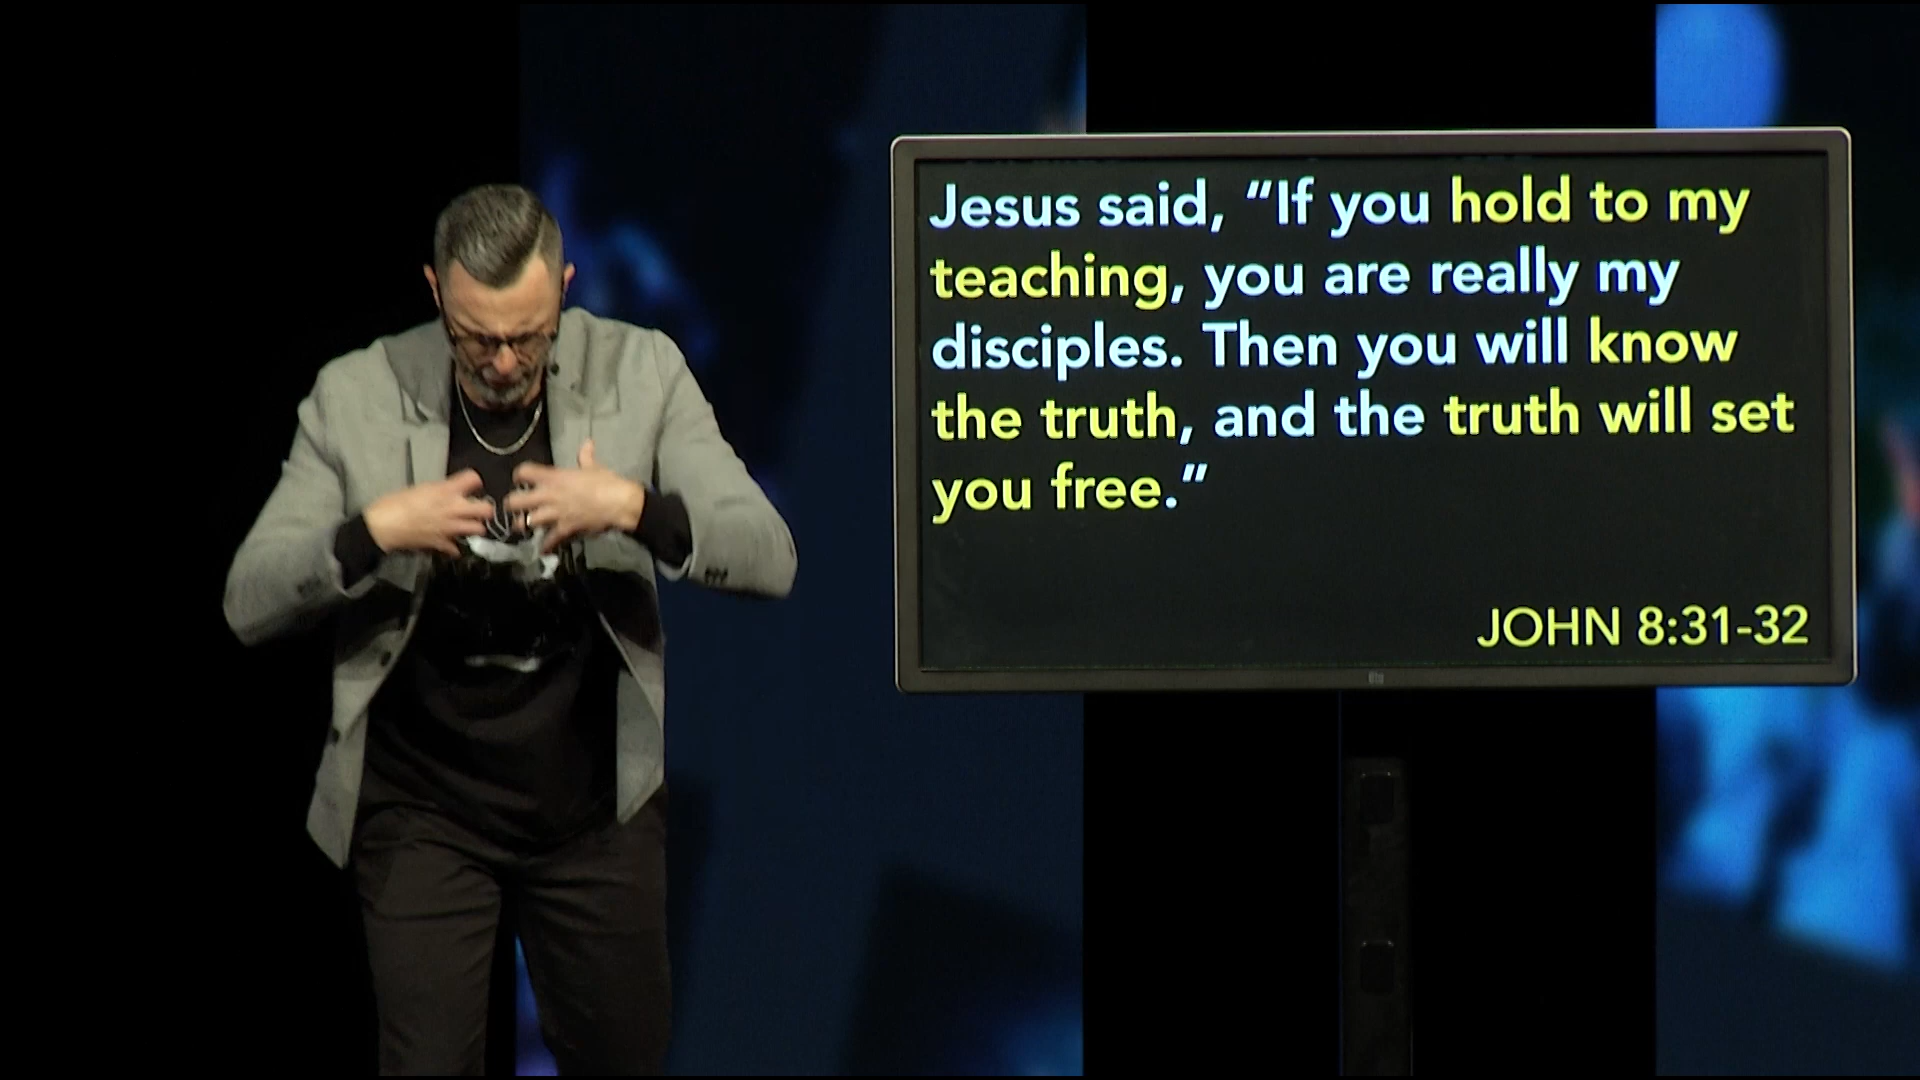 Jesus said, “If you hold to my
teaching, you are really my
disciples. Then you will know
the truth, and the truth will set
you free.”
JOHN 8:31-32